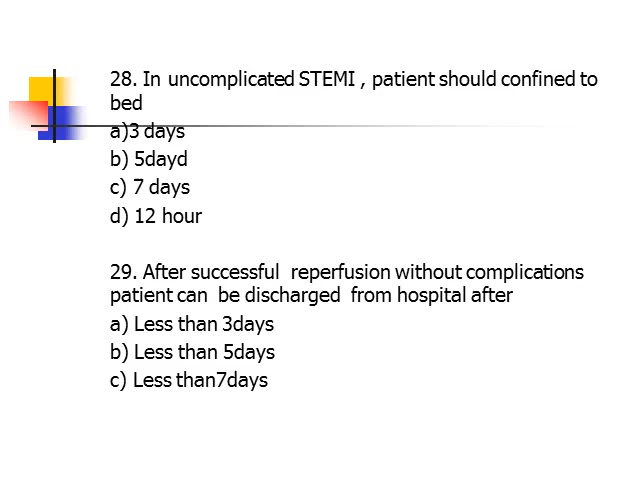 28. In uncomplicated STEMI , patient should confined to
bed
a)3 days
b) 5dayd
c) 7 days
d) 12 hour
29. After successful reperfusion without complications
patient can be discharged from hospital after
a) Less than 3days
b) Less than 5days
c) Less than7days